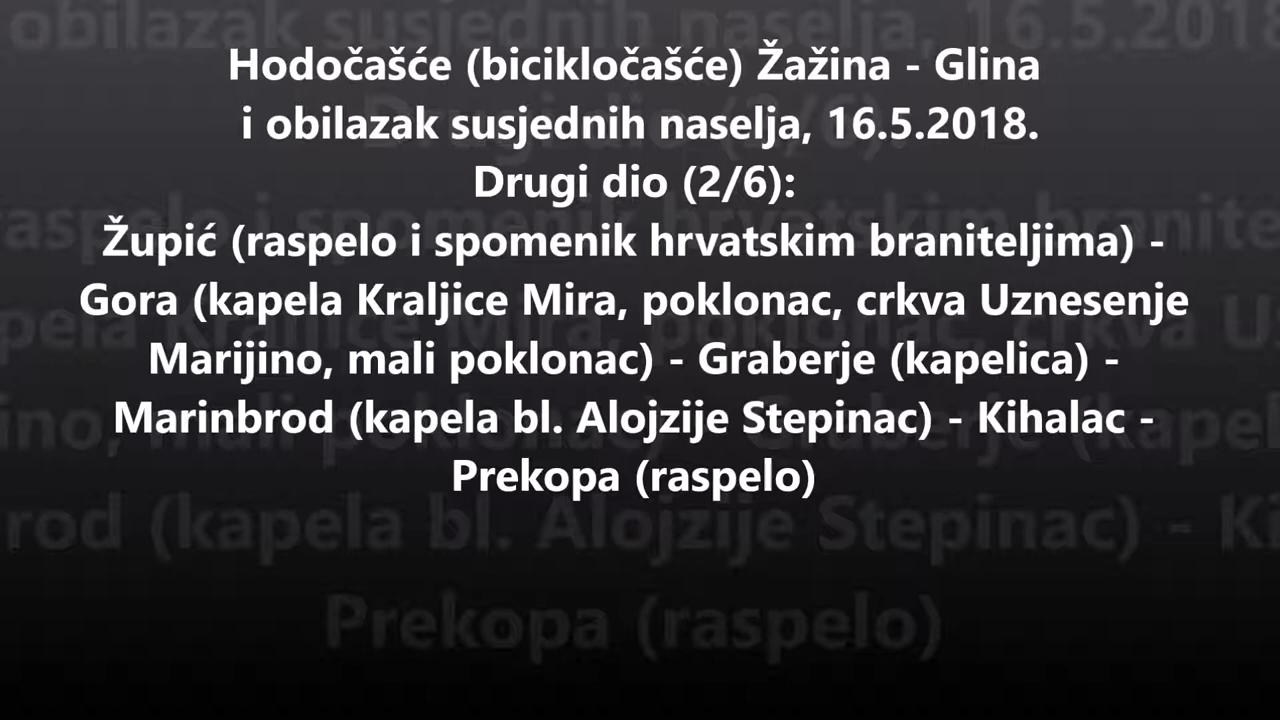 Hodočašće (bicikločašće) Žažina - Glina
i obilazak susjednih naselja, 16.5.2018.
Drugi dio (2/6):
Župić (raspelo i spomenik hrvatskim braniteljima) -
Gora (kapela Kraljice Mira, poklonac, crkva Uznesenje
Marijino, mali poklonac) - Graberje (kapelica) -
Marinbrod (kapela bl. Alojzije Stepinac) - Kihalac -
Prekopa (raspelo)